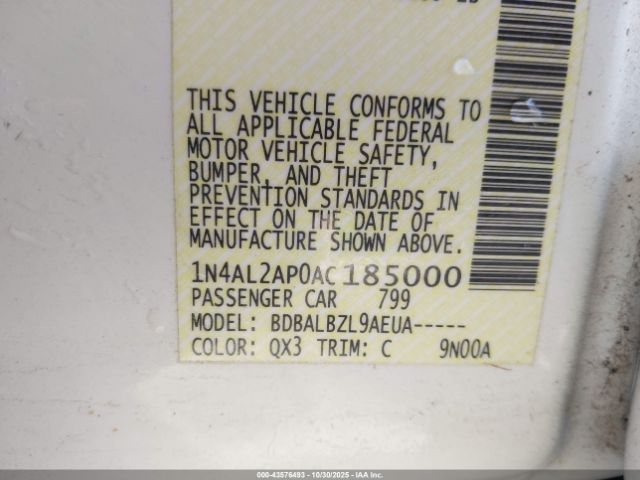 THIS VEHICLE CONFORMS TO
ALL APPLICABLE FEDERAL
MOTOR VEHICLE SAFETY,
BUMPER, AND THEFT
PREVENTION STANDARDS IN
EFFECT ON THE DATE OF
MANUFACTURE SHOWN ABOVE.
1N4AL2AP0AC185000
PASSENGER CAR 799
MODEL: BDBALBZL9AEUA-----
COLOR: QX3 TRIM: C 9N00A
000-43576493 - 10/30/2025 - IAA Inc.